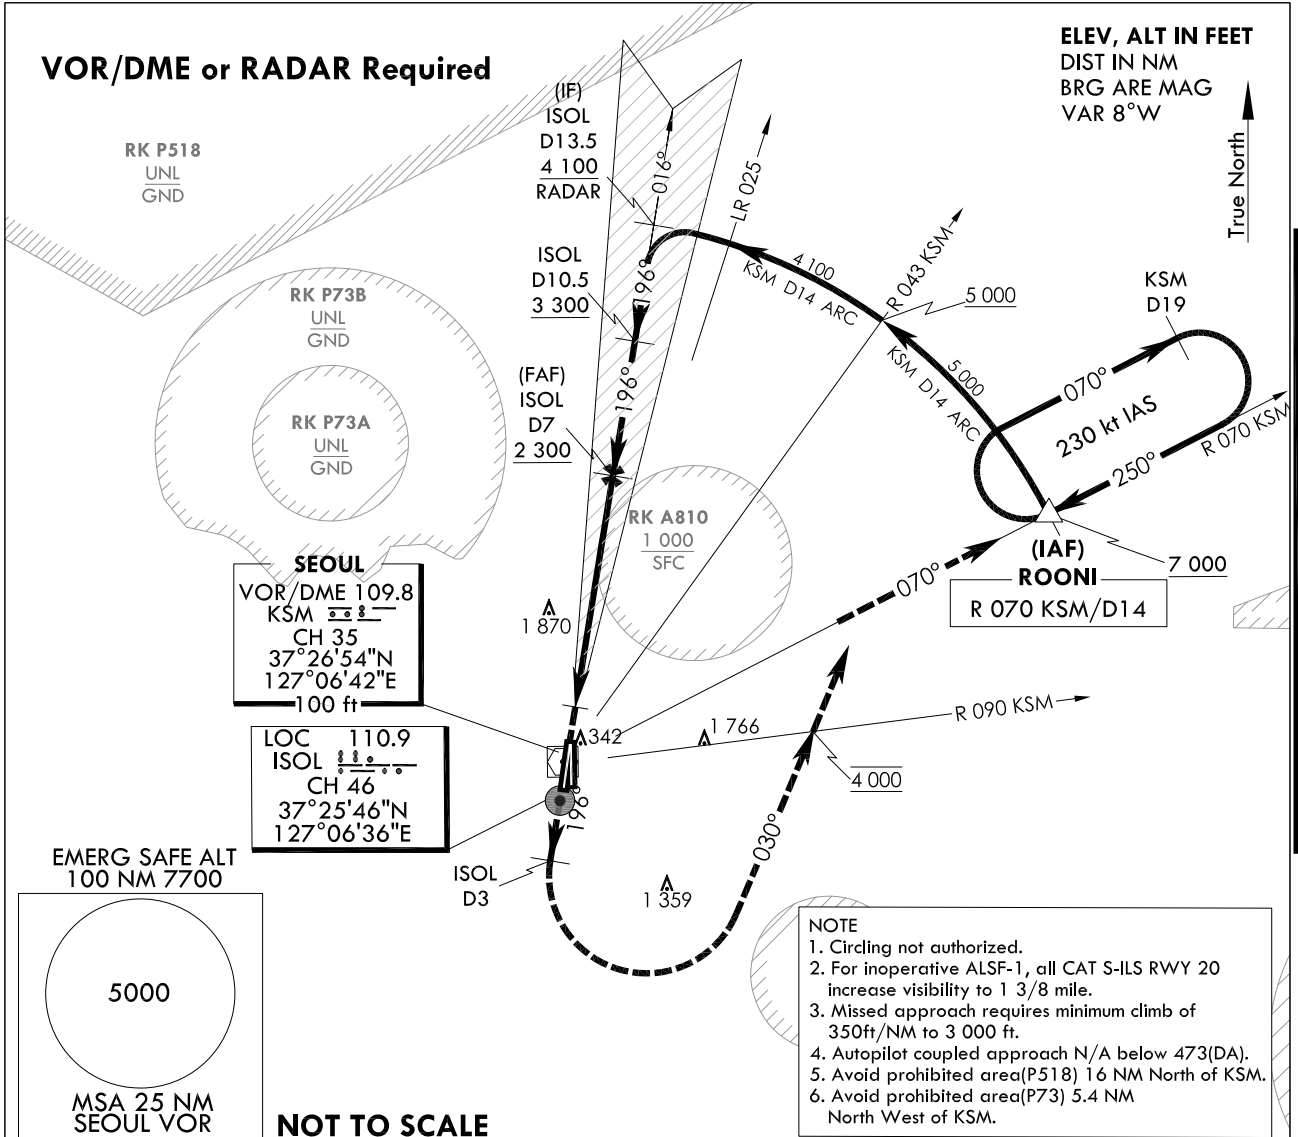 VOR/DME or RADAR Required
ELEV, ALT IN FEET
DIST IN NM
BRG ARE MAG
VAR 8°W
True North
RK P518
UNL
GND
(IF)
ISOL
D13.5
4 100
RADAR
016°
LR 025
ISOL
D10.5
3 300
196°
4 100
KSM D14 ARC
R 043 KSM
5 000
KSM
D19
RK P73B
UNL
GND
5 000
KSM D14 ARC
070°
230 kt IAS
R 070 KSM
250°
(FAF)
ISOL
D7
2 300
196°
RK P73A
UNL
GND
RK A810
1 000
SFC
(IAF)
ROONI
7 000
R 070 KSM/D14
070°
SEOUL
VOR/DME 109.8
KSM
CH 35
37°26'54"N
127°06'42"E
100 ft
1 870
342
1 766
R 090 KSM
4 000
LOC 110.9
ISOL
CH 46
37°25'46"N
127°06'36"E
196°
030°
ISOL
D3
1 359
EMERG SAFE ALT
100 NM 7700
5000
MSA 25 NM
SEOUL VOR
NOT TO SCALE
NOTE
1. Circling not authorized.
2. For inoperative ALSF-1, all CAT S-ILS RWY 20
increase visibility to 1 3/8 mile.
3. Missed approach requires minimum climb of
350ft/NM to 3 000 ft.
4. Autopilot coupled approach N/A below 473(DA).
5. Avoid prohibited area(P518) 16 NM North of KSM.
6. Avoid prohibited area(P73) 5.4 NM
North West of KSM.